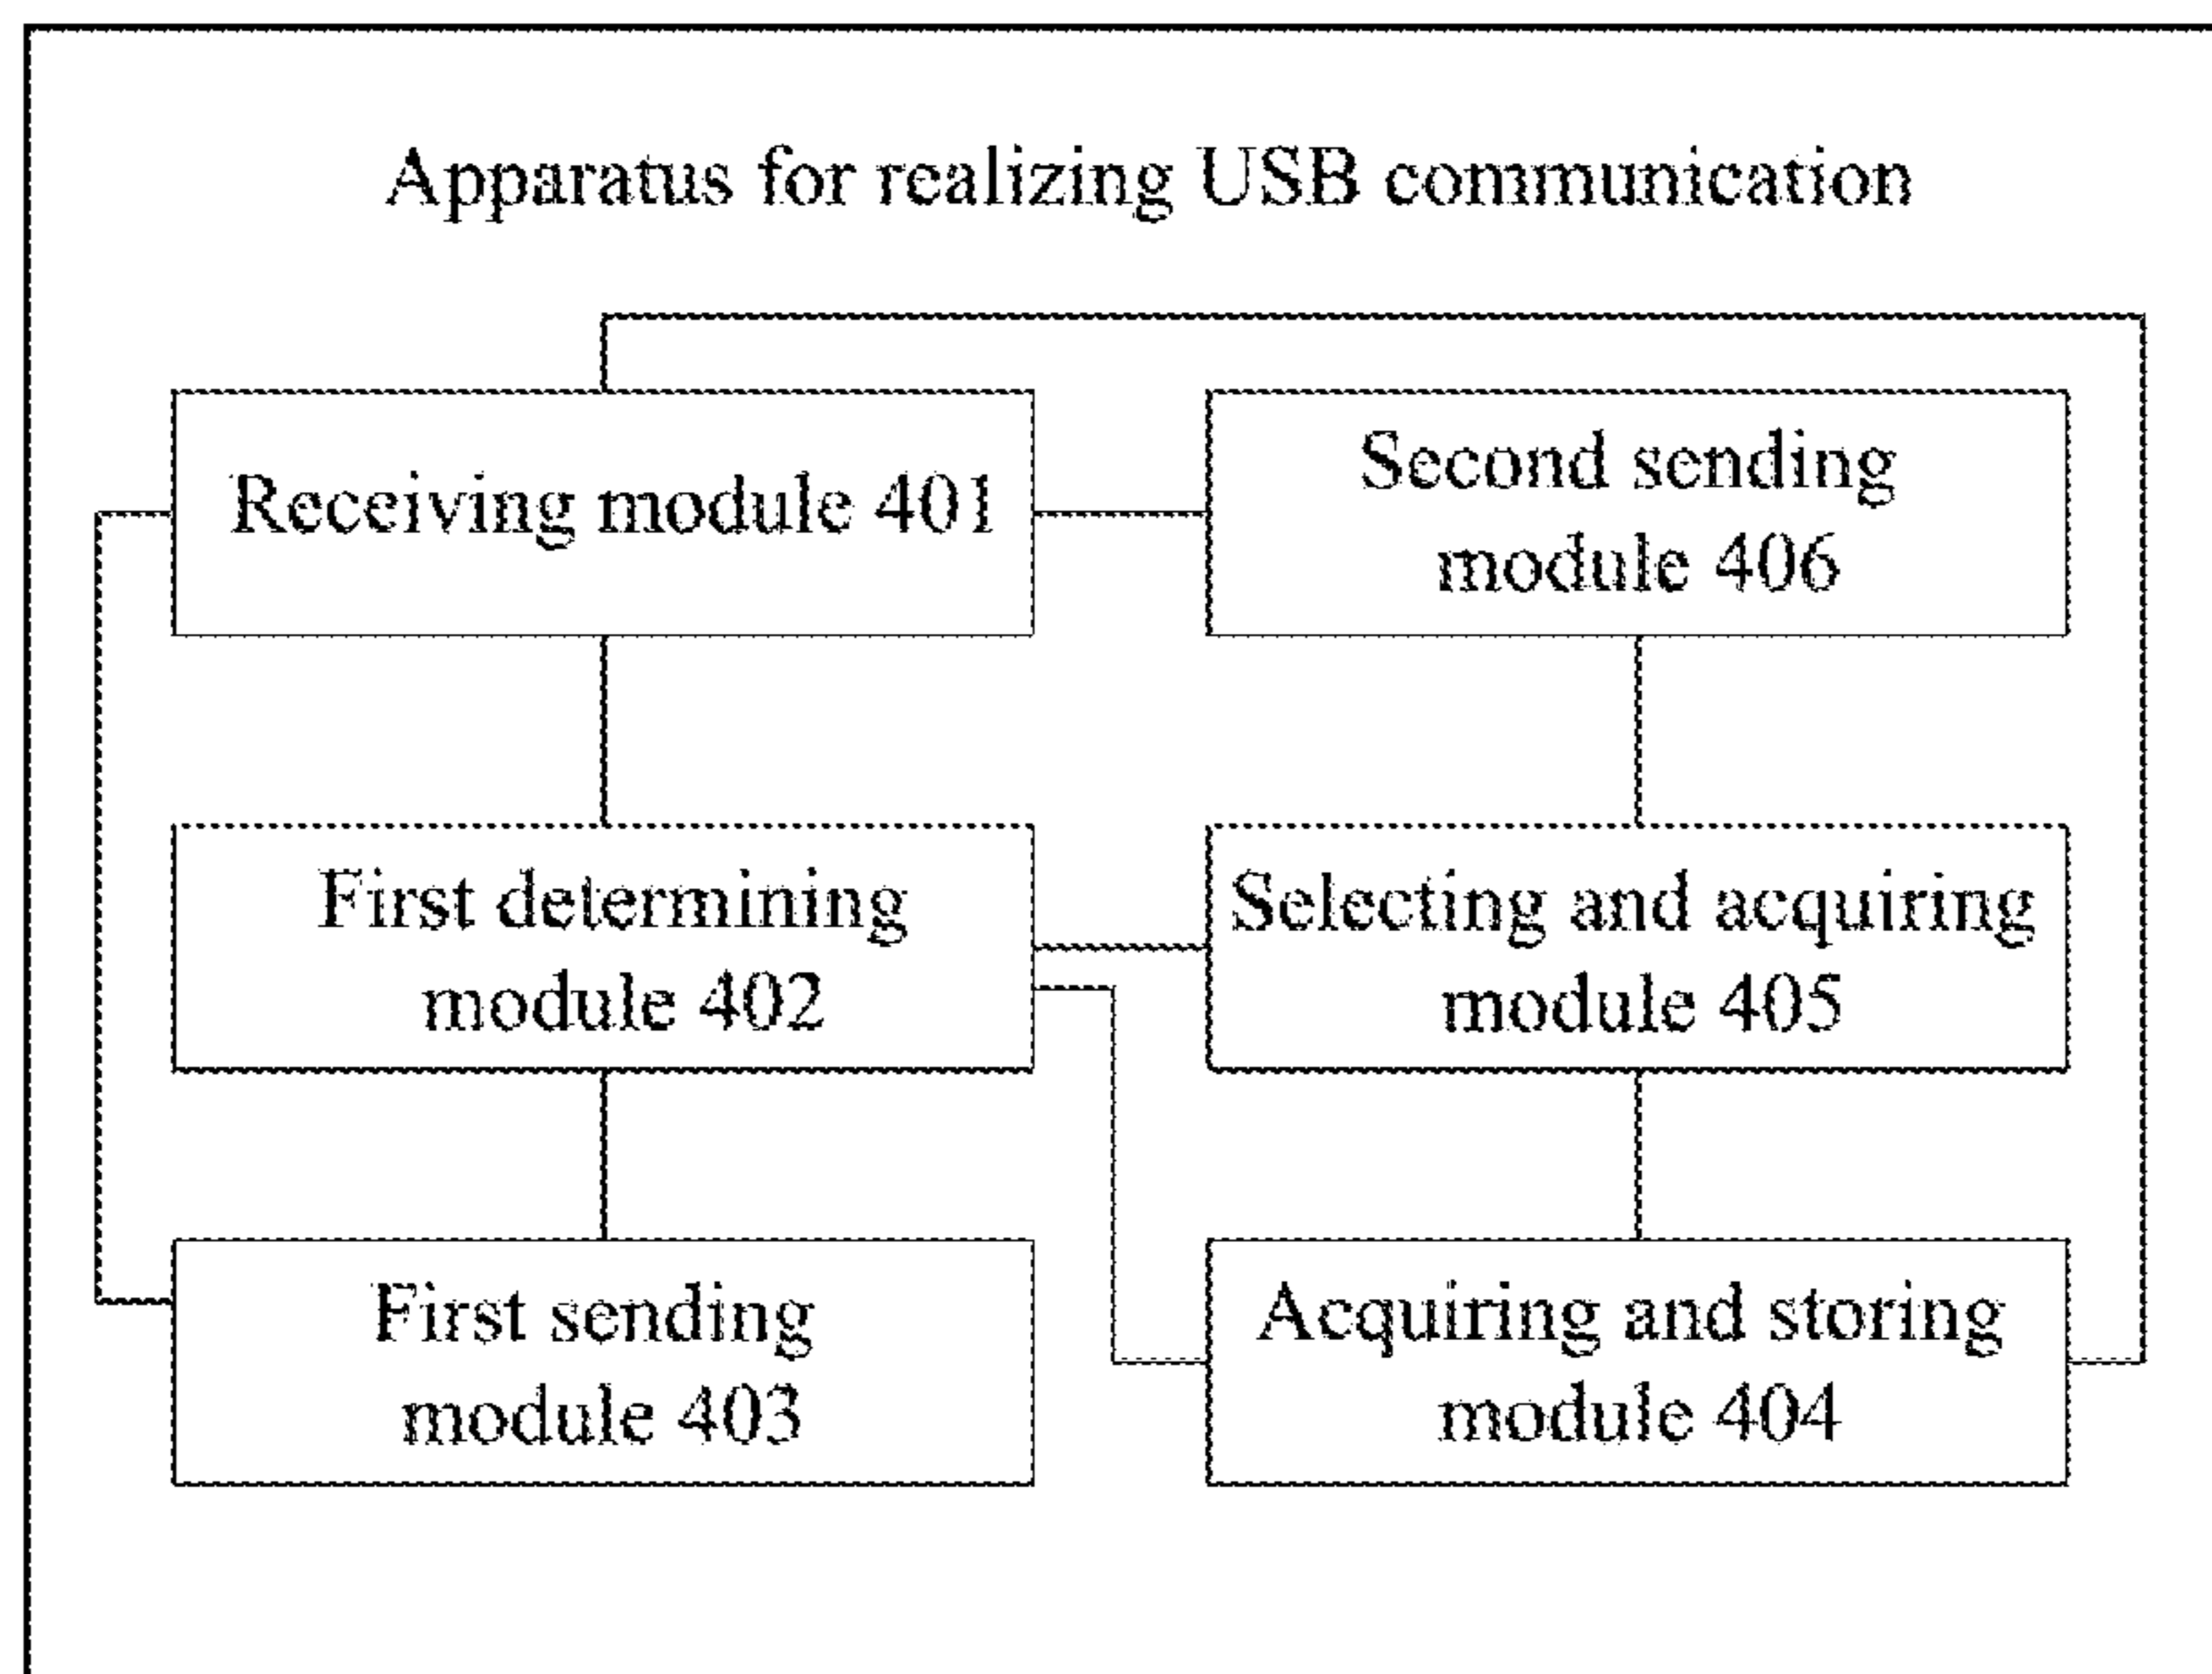 Apparatus for realizing USB communication
Receiving module 401
Second sending
module 406
First determining
module 402
Selecting and acquiring
module 405
First sending
module 403
Acquiring and storing
module 404